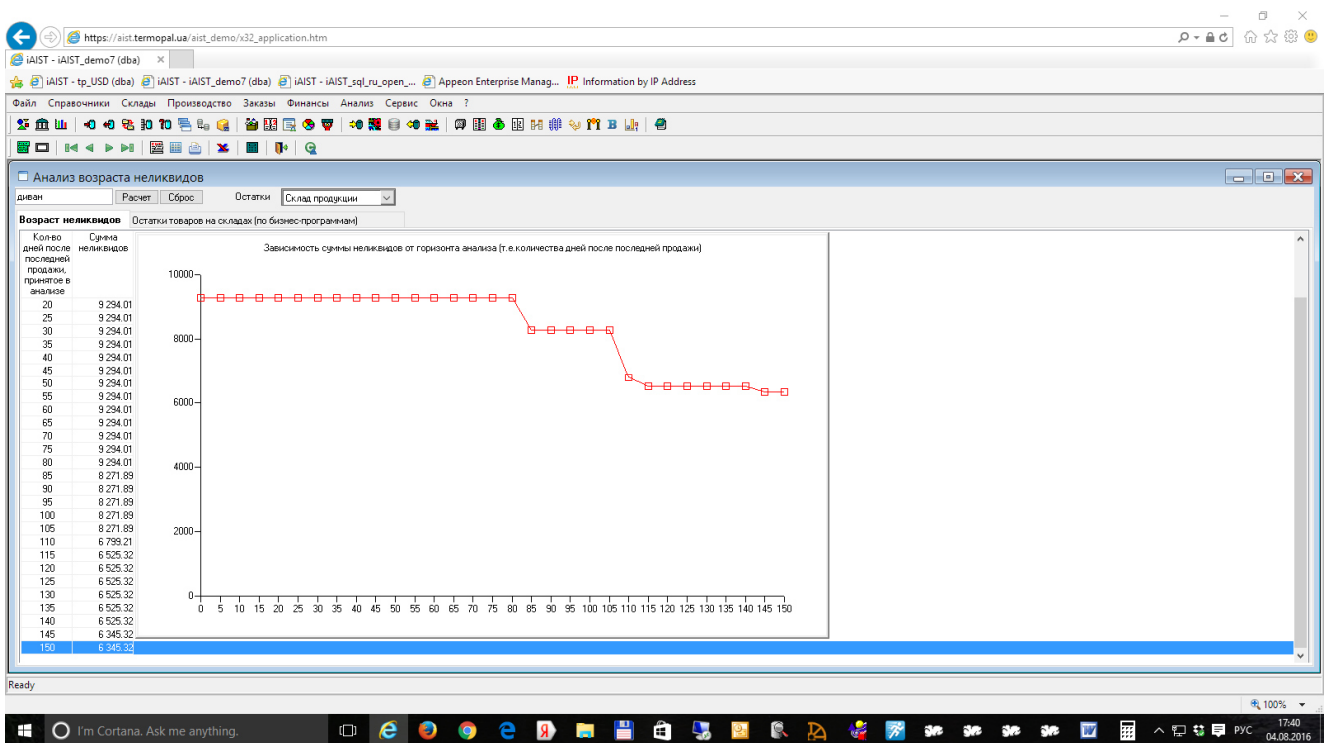 https://aist.termopal.ua/aist_demo/x32_application.htm
iAIST - iAIST_demo7 (dba)
iAIST - tp_USD (dba) iAIST - iAIST_demo7 (dba) iAIST - iAIST_sql_ru_open_... Appeon Enterprise Manag... IP Information by IP Address
Файл Справочники Склады Производство Заказы Финансы Анализ Сервис Окна ?
Анализ возраста неликвидов
диван Расчет Сброс Остатки Склад продукции
Возраст неликвидов Остатки товаров на складах (по бизнес-программам)
Кол-во дней после последней продажи, принятое в анализе
Сумма неликвидов
20 9 294.01
25 9 294.01
30 9 294.01
35 9 294.01
40 9 294.01
45 9 294.01
50 9 294.01
55 9 294.01
60 9 294.01
65 9 294.01
70 9 294.01
75 9 294.01
80 9 294.01
85 8 271.89
90 8 271.89
95 8 271.89
100 8 271.89
105 8 271.89
110 6 799.21
115 6 525.32
120 6 525.32
125 6 525.32
130 6 525.32
135 6 525.32
140 6 525.32
145 6 345.32
150 6 345.32
Зависимость суммы неликвидов от горизонта анализа (т.е.количества дней после последней продажи)
10000
8000
6000
4000
2000
0
0 5 10 15 20 25 30 35 40 45 50 55 60 65 70 75 80 85 90 95 100 105 110 115 120 125 130 135 140 145 150
Ready
100%
I'm Cortana. Ask me anything.
РУС
17:40
04.08.2016